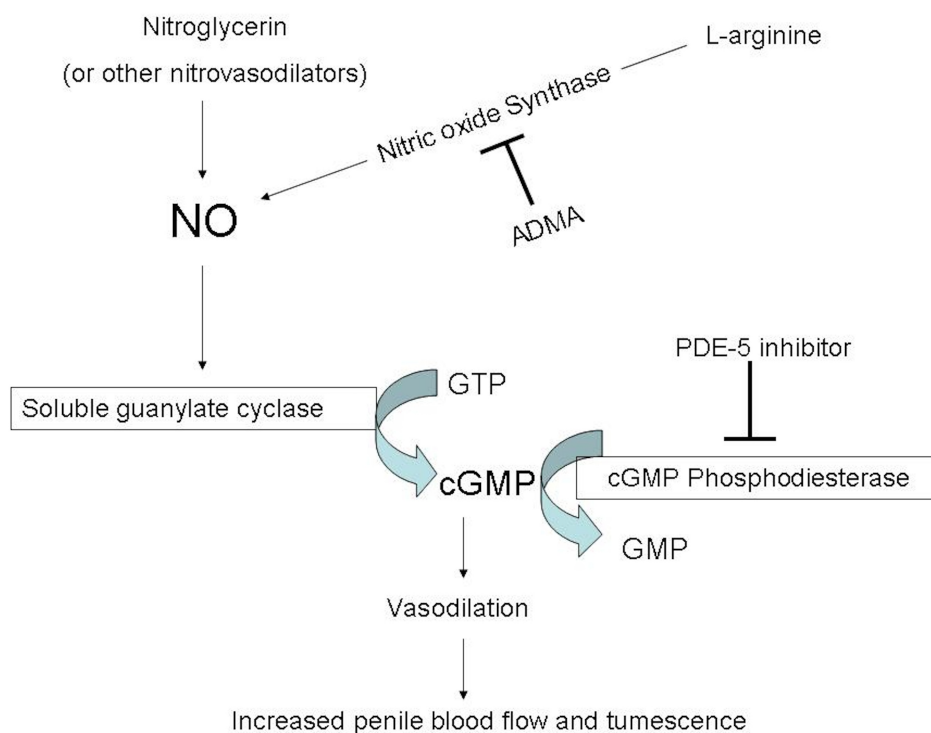 Nitroglycerin
(or other nitrovasodilators)
L-arginine
Nitric oxide Synthase
ADMA
NO
PDE-5 inhibitor
Soluble guanylate cyclase
GTP
cGMP
cGMP Phosphodiesterase
GMP
Vasodilation
Increased penile blood flow and tumescence